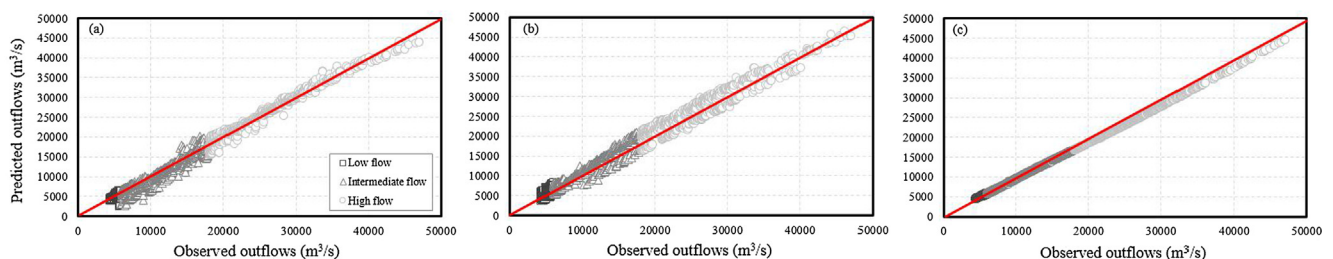 Predicted outflows (m³/s)
50000
45000
40000
35000
30000
25000
20000
15000
10000
5000
0
(a)
Low flow
Intermediate flow
High flow
0 10000 20000 30000 40000 50000
Observed outflows (m³/s)
50000
45000
40000
35000
30000
25000
20000
15000
10000
5000
0
(b)
0 10000 20000 30000 40000 50000
Observed outflows (m³/s)
50000
45000
40000
35000
30000
25000
20000
15000
10000
5000
0
(c)
0 10000 20000 30000 40000 50000
Observed outflows (m³/s)